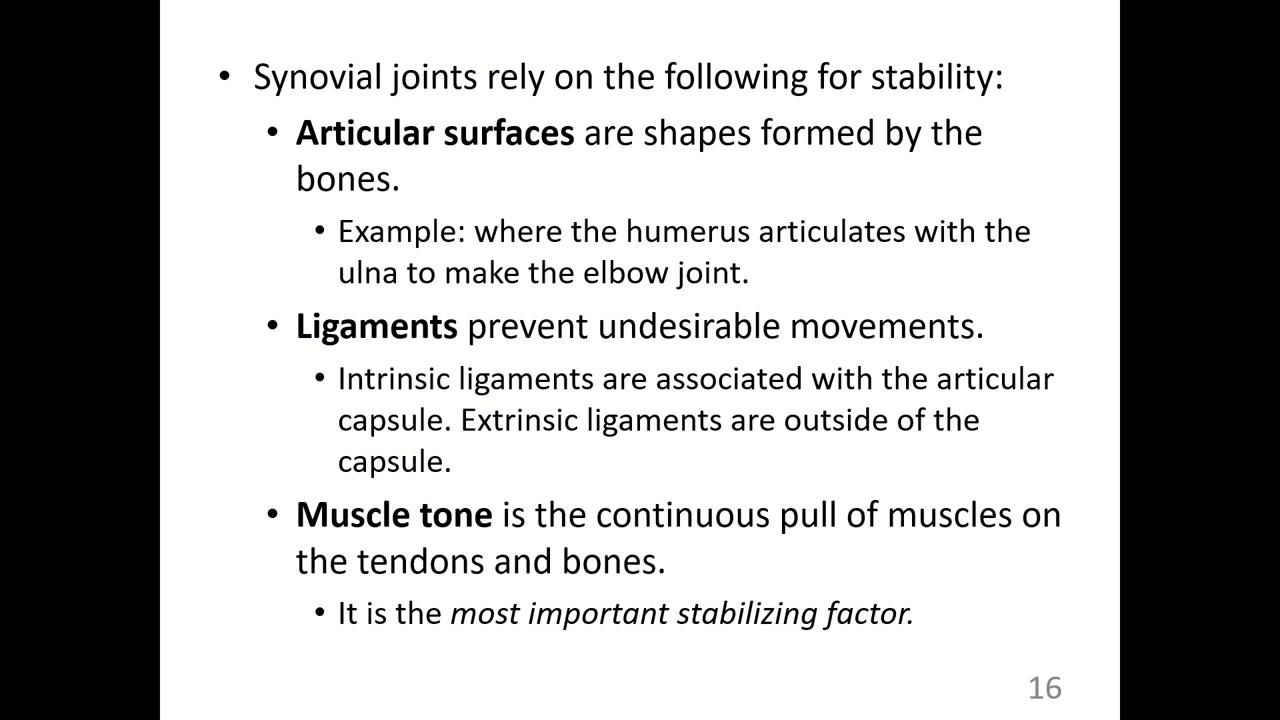 • Synovial joints rely on the following for stability:
• Articular surfaces are shapes formed by the
bones.
• Example: where the humerus articulates with the
ulna to make the elbow joint.
• Ligaments prevent undesirable movements.
• Intrinsic ligaments are associated with the articular
capsule. Extrinsic ligaments are outside of the
capsule.
• Muscle tone is the continuous pull of muscles on
the tendons and bones.
• It is the most important stabilizing factor.
16